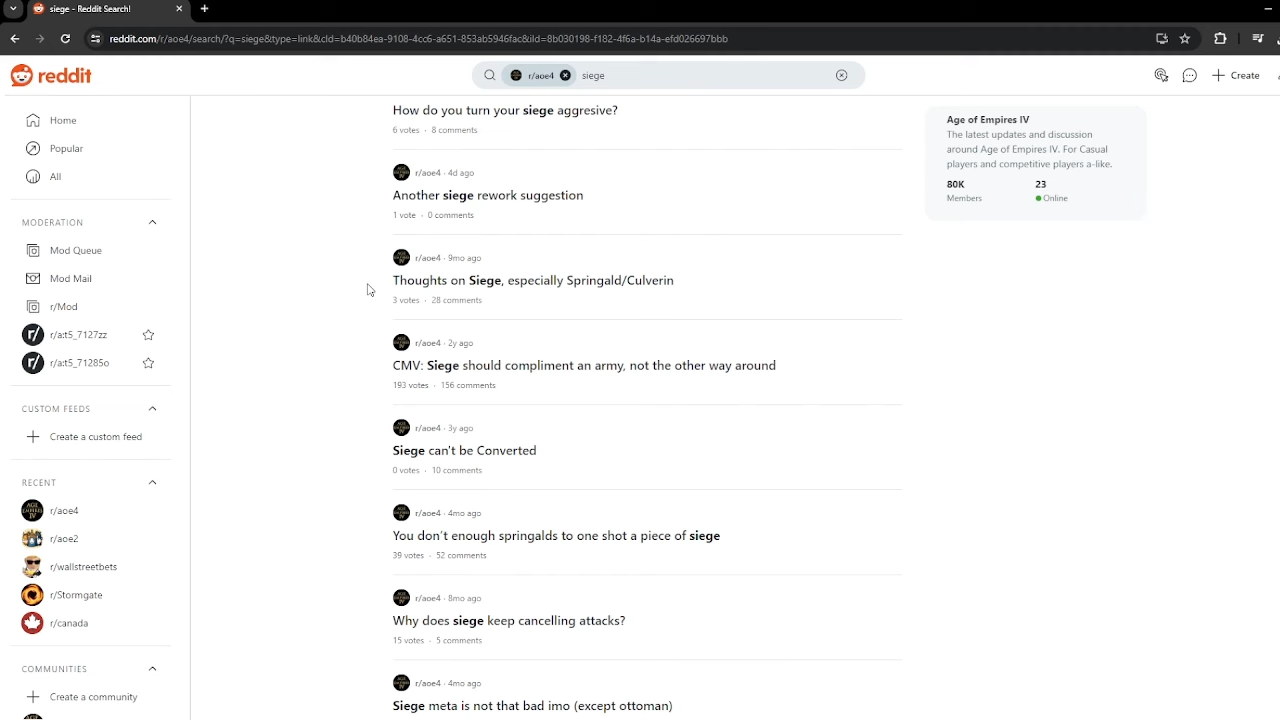 siege - Reddit Search
reddit.com/r/aoe4/search/?q=siege&type=link&cId=b40b84ea-9108-4cc6-a651-853ab5946fac&iId=8b030198-f182-4f6a-b14a-efd026697bbb
reddit
r/aoe4 siege
Create
Home
Popular
All
MODERATION
Mod Queue
Mod Mail
r/Mod
r/a:t5_7127zz
r/a:t5_71285o
CUSTOM FEEDS
Create a custom feed
RECENT
r/aoe4
r/aoe2
r/wallstreetbets
r/Stormgate
r/canada
COMMUNITIES
Create a community
How do you turn your siege aggresive?
6 votes · 8 comments
r/aoe4 · 4d ago
Another siege rework suggestion
1 vote · 0 comments
r/aoe4 · 9mo ago
Thoughts on Siege, especially Springald/Culverin
3 votes · 28 comments
r/aoe4 · 2y ago
CMV: Siege should compliment an army, not the other way around
193 votes · 156 comments
r/aoe4 · 3y ago
Siege can't be Converted
0 votes · 10 comments
r/aoe4 · 4mo ago
You don´t enough springalds to one shot a piece of siege
39 votes · 52 comments
r/aoe4 · 8mo ago
Why does siege keep cancelling attacks?
15 votes · 5 comments
r/aoe4 · 4mo ago
Siege meta is not that bad imo (except ottoman)
Age of Empires IV
The latest updates and discussion
around Age of Empires IV. For Casual
players and competitive players a-like.
80K 23
Members Online